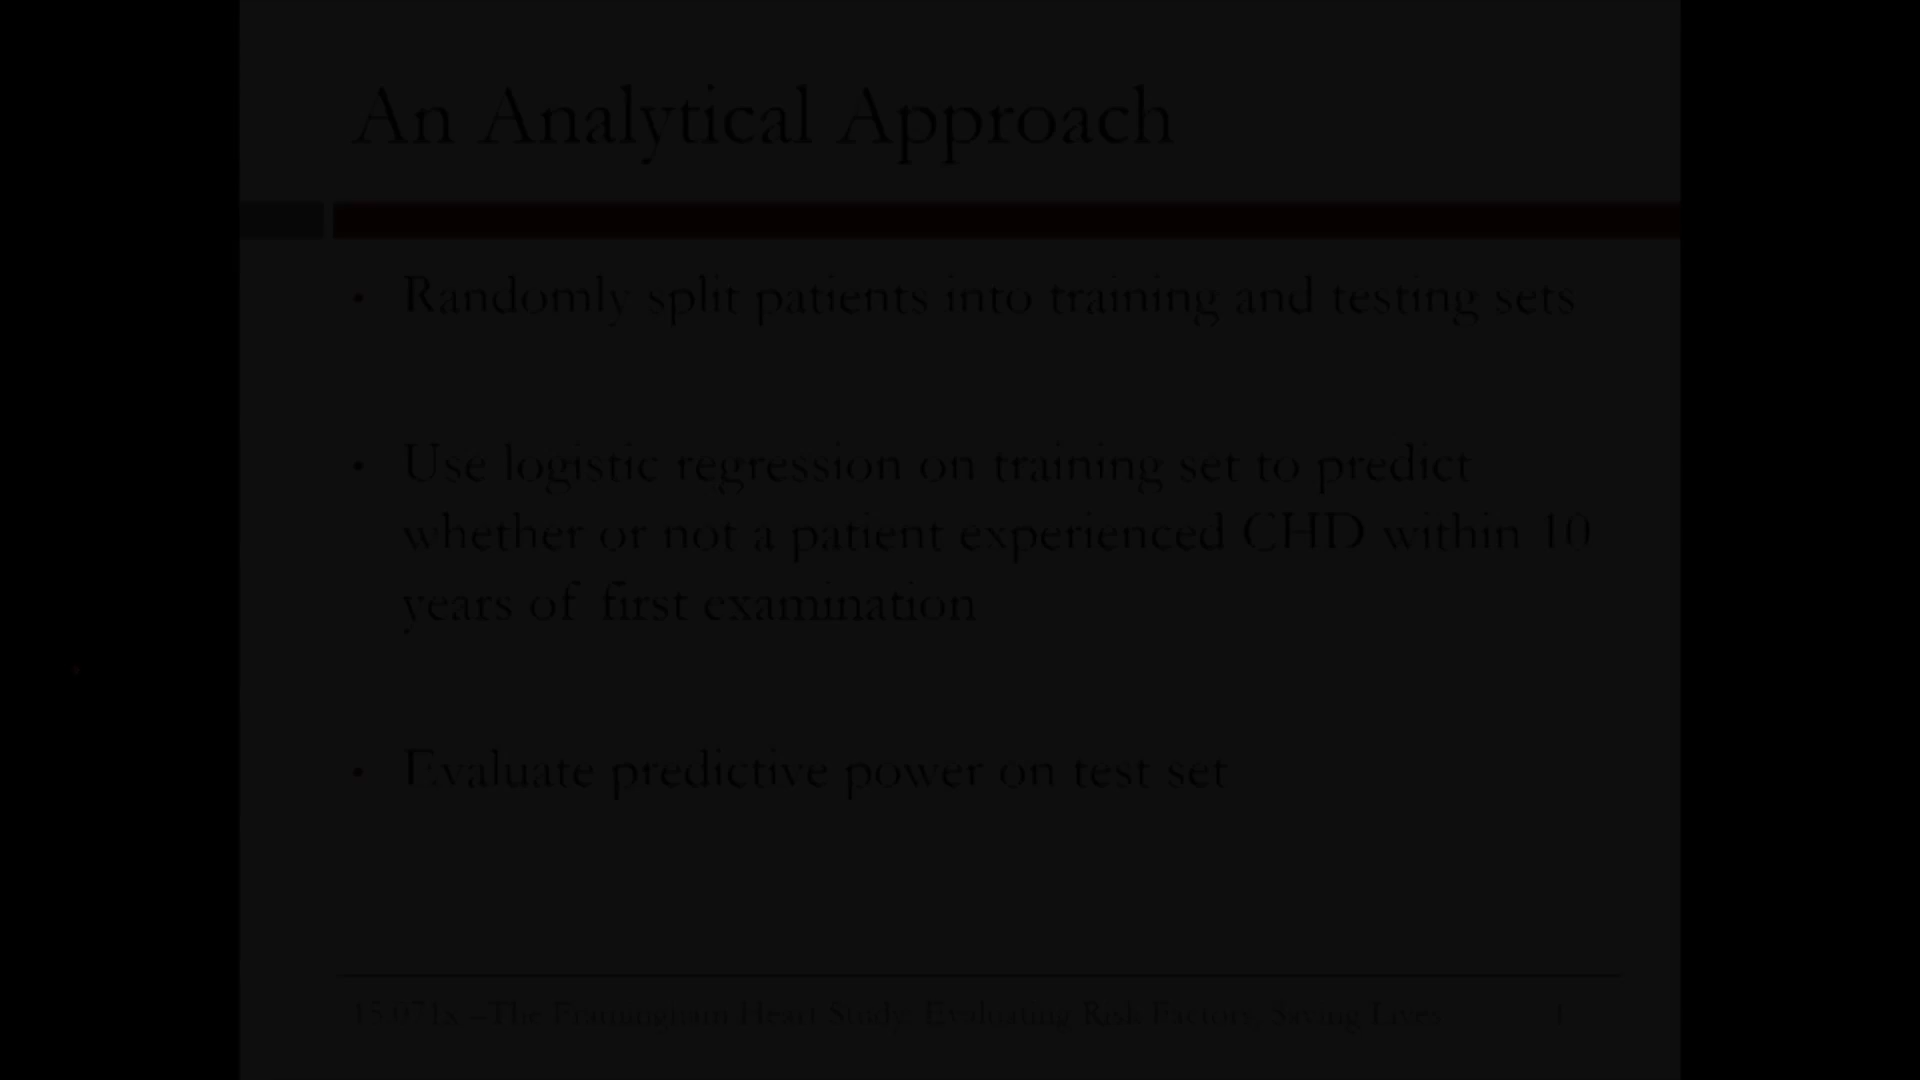 An Analytical Approach
• Randomly split patients into training and testing sets
• Use logistic regression on training set to predict
whether or not a patient experienced CHD within 10
years of first examination
• Evaluate predictive power on test set
15.071x –The Framingham Heart Study: Evaluating Risk Factors, Saving Lives 1